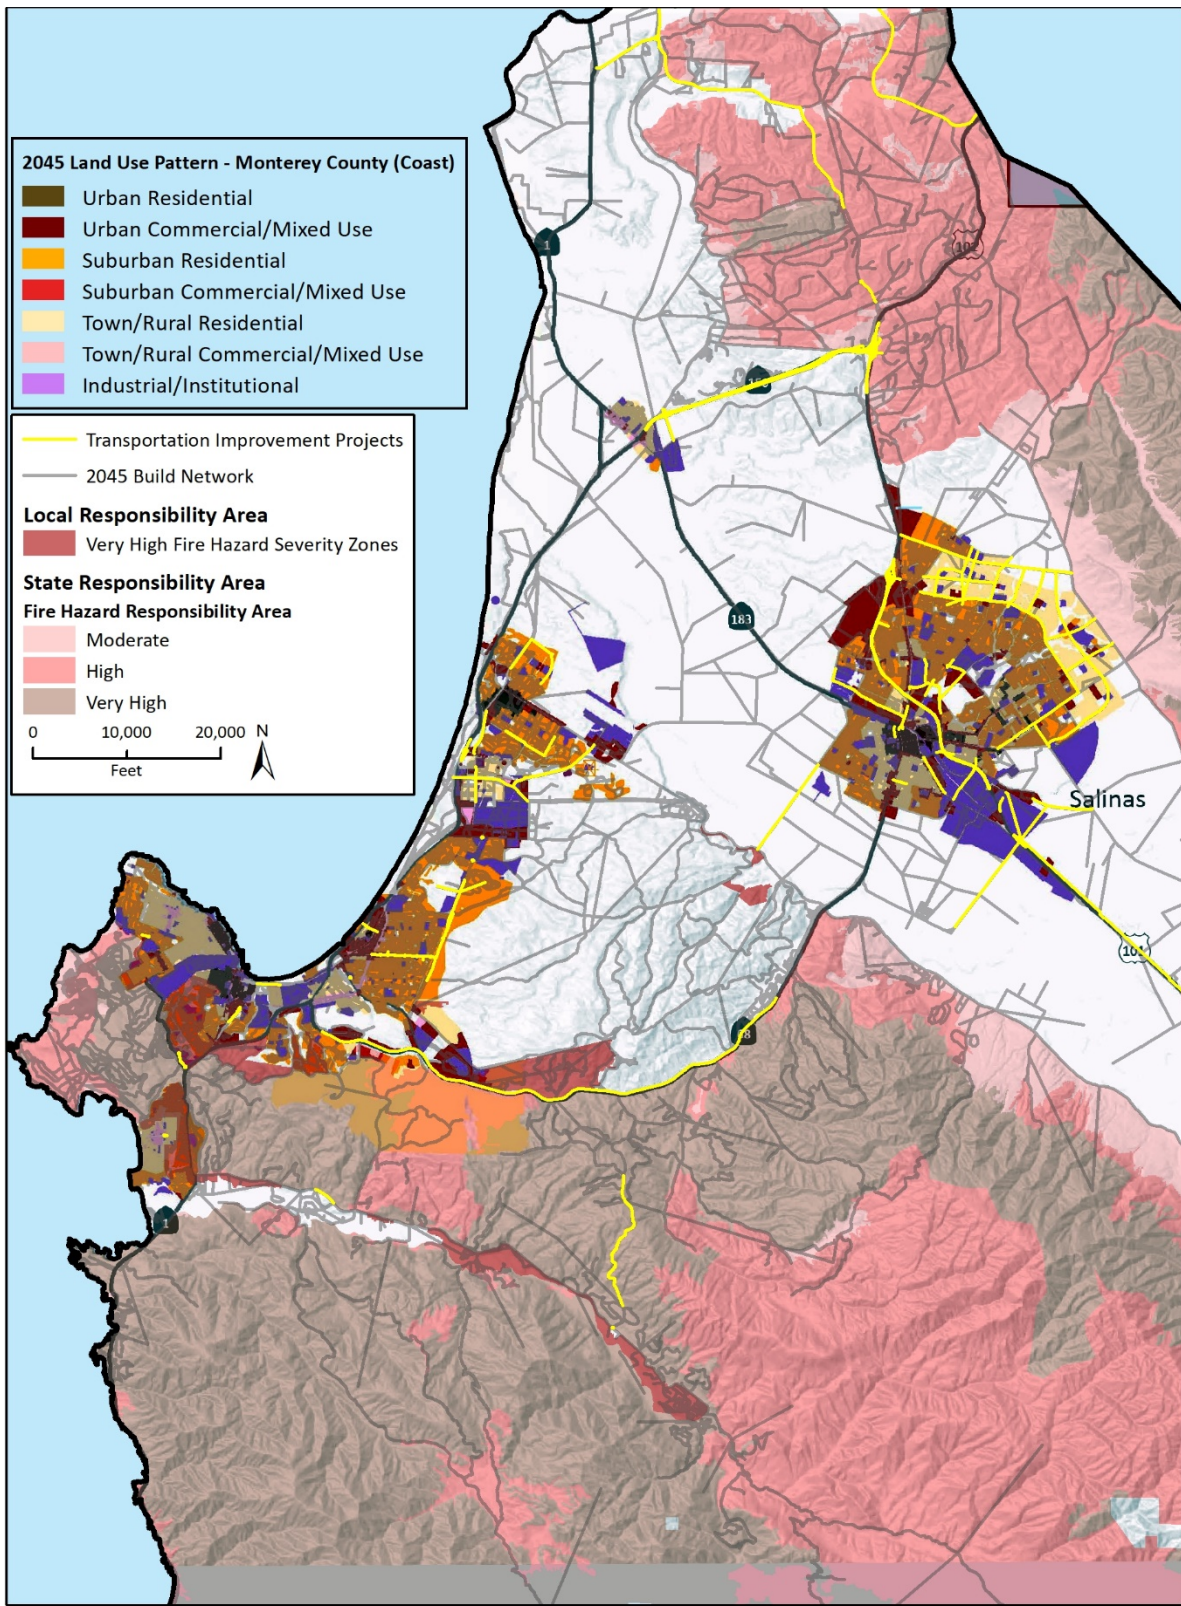 2045 Land Use Pattern - Monterey County (Coast)
Urban Residential
Urban Commercial/Mixed Use
Suburban Residential
Suburban Commercial/Mixed Use
Town/Rural Residential
Town/Rural Commercial/Mixed Use
Industrial/Institutional
Transportation Improvement Projects
2045 Build Network
Local Responsibility Area
Very High Fire Hazard Severity Zones
State Responsibility Area
Fire Hazard Responsibility Area
Moderate
High
Very High
0 10,000 20,000 N
Feet
1
183
Salinas
101
1